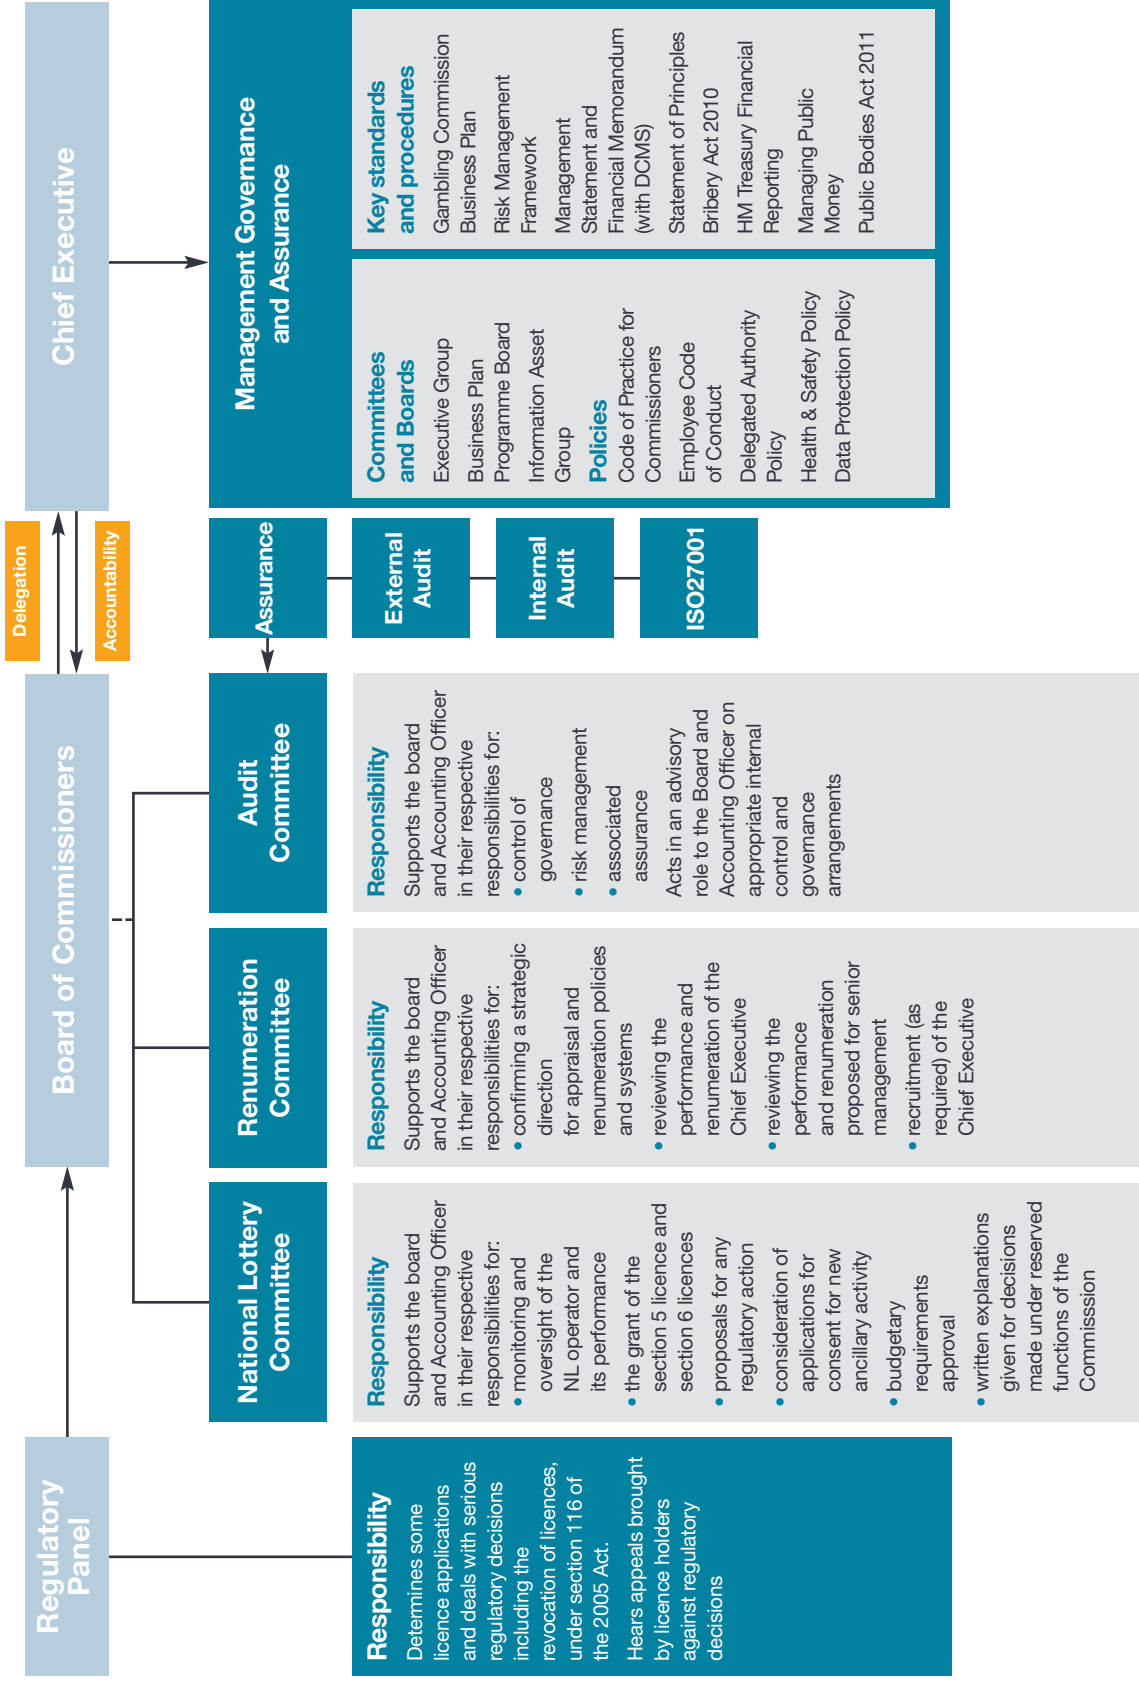 Regulatory
Panel
Board of Commissioners
Delegation
Accountability
Chief Executive
Responsibility
Determines some
licence applications
and deals with serious
regulatory decisions
including the
revocation of licences,
under section 116 of
the 2005 Act.
Hears appeals brought
by licence holders
against regulatory
decisions
National Lottery
Committee
Responsibility
Supports the board
and Accounting Officer
in their respective
responsibilities for:
• monitoring and
oversight of the
NL operator and
its performance
• the grant of the
section 5 licence and
section 6 licences
• proposals for any
regulatory action
• consideration of
applications for
consent for new
ancillary activity
• budgetary
requirements
approval
• written explanations
given for decisions
made under reserved
functions of the
Commisssion
Renumeration
Committee
Responsibility
Supports the board
and Accounting Officer
in their respective
responsibilities for:
• confirming a strategic
direction
for appraisal and
renumeration policies
and systems
• reviewing the
performance and
renumeration of the
Chief Executive
• reviewing the
performance
and renumeration
proposed for senior
management
• recruitment (as
required) of the
Chief Executive
Audit
Committee
Responsibility
Supports the board
and Accounting Officer
in their respective
responsibilities for:
• control of
governance
• risk management
• associated
assurance
Acts in an advisory
role to the Board and
Accounting Officer on
appropriate internal
control and
governance
arrangements
Assurance
External
Audit
Internal
Audit
ISO27001
Management Governance
and Assurance
Committees
and Boards
Executive Group
Business Plan
Programme Board
Information Asset
Group
Policies
Code of Practice for
Commissioners
Employee Code
of Conduct
Delegated Authority
Policy
Health & Safety Policy
Data Protection Policy
Key standards
and procedures
Gambling Commission
Business Plan
Risk Management
Framework
Management
Statement and
Financial Memorandum
(with DCMS)
Statement of Principles
Bribery Act 2010
HM Treasury Financial
Reporting
Managing Public
Money
Public Bodies Act 2011